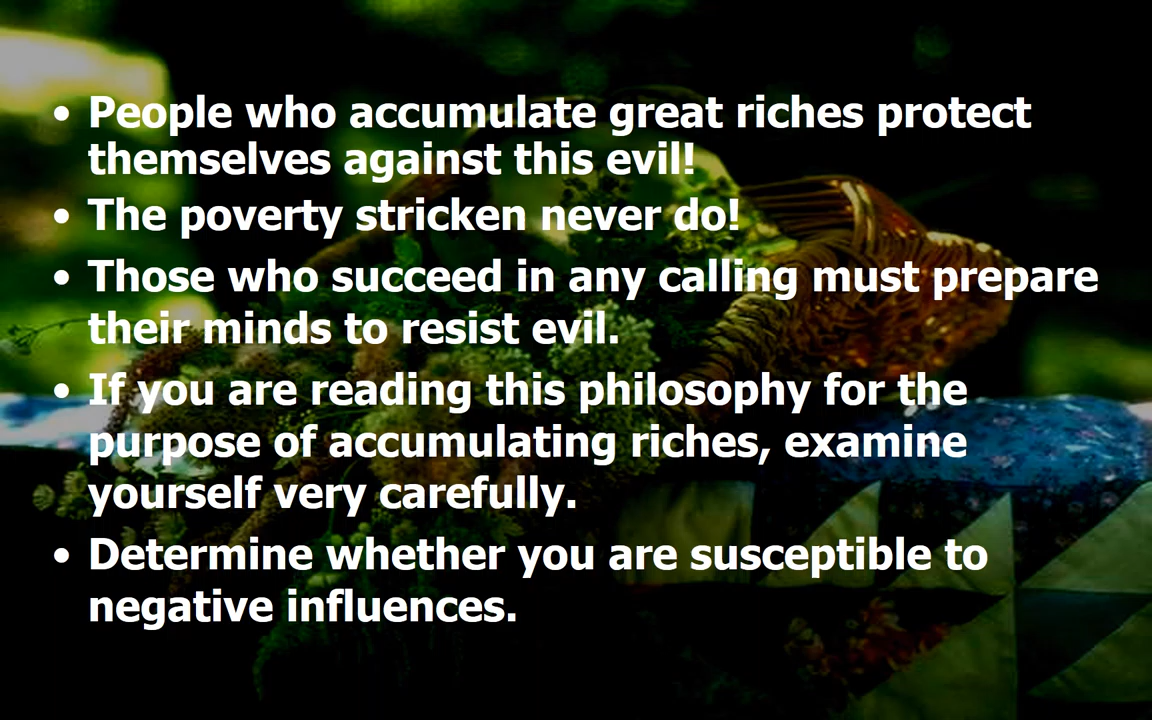 • People who accumulate great riches protect
themselves against this evil!
• The poverty stricken never do!
• Those who succeed in any calling must prepare
their minds to resist evil.
• If you are reading this philosophy for the
purpose of accumulating riches, examine
yourself very carefully.
• Determine whether you are susceptible to
negative influences.